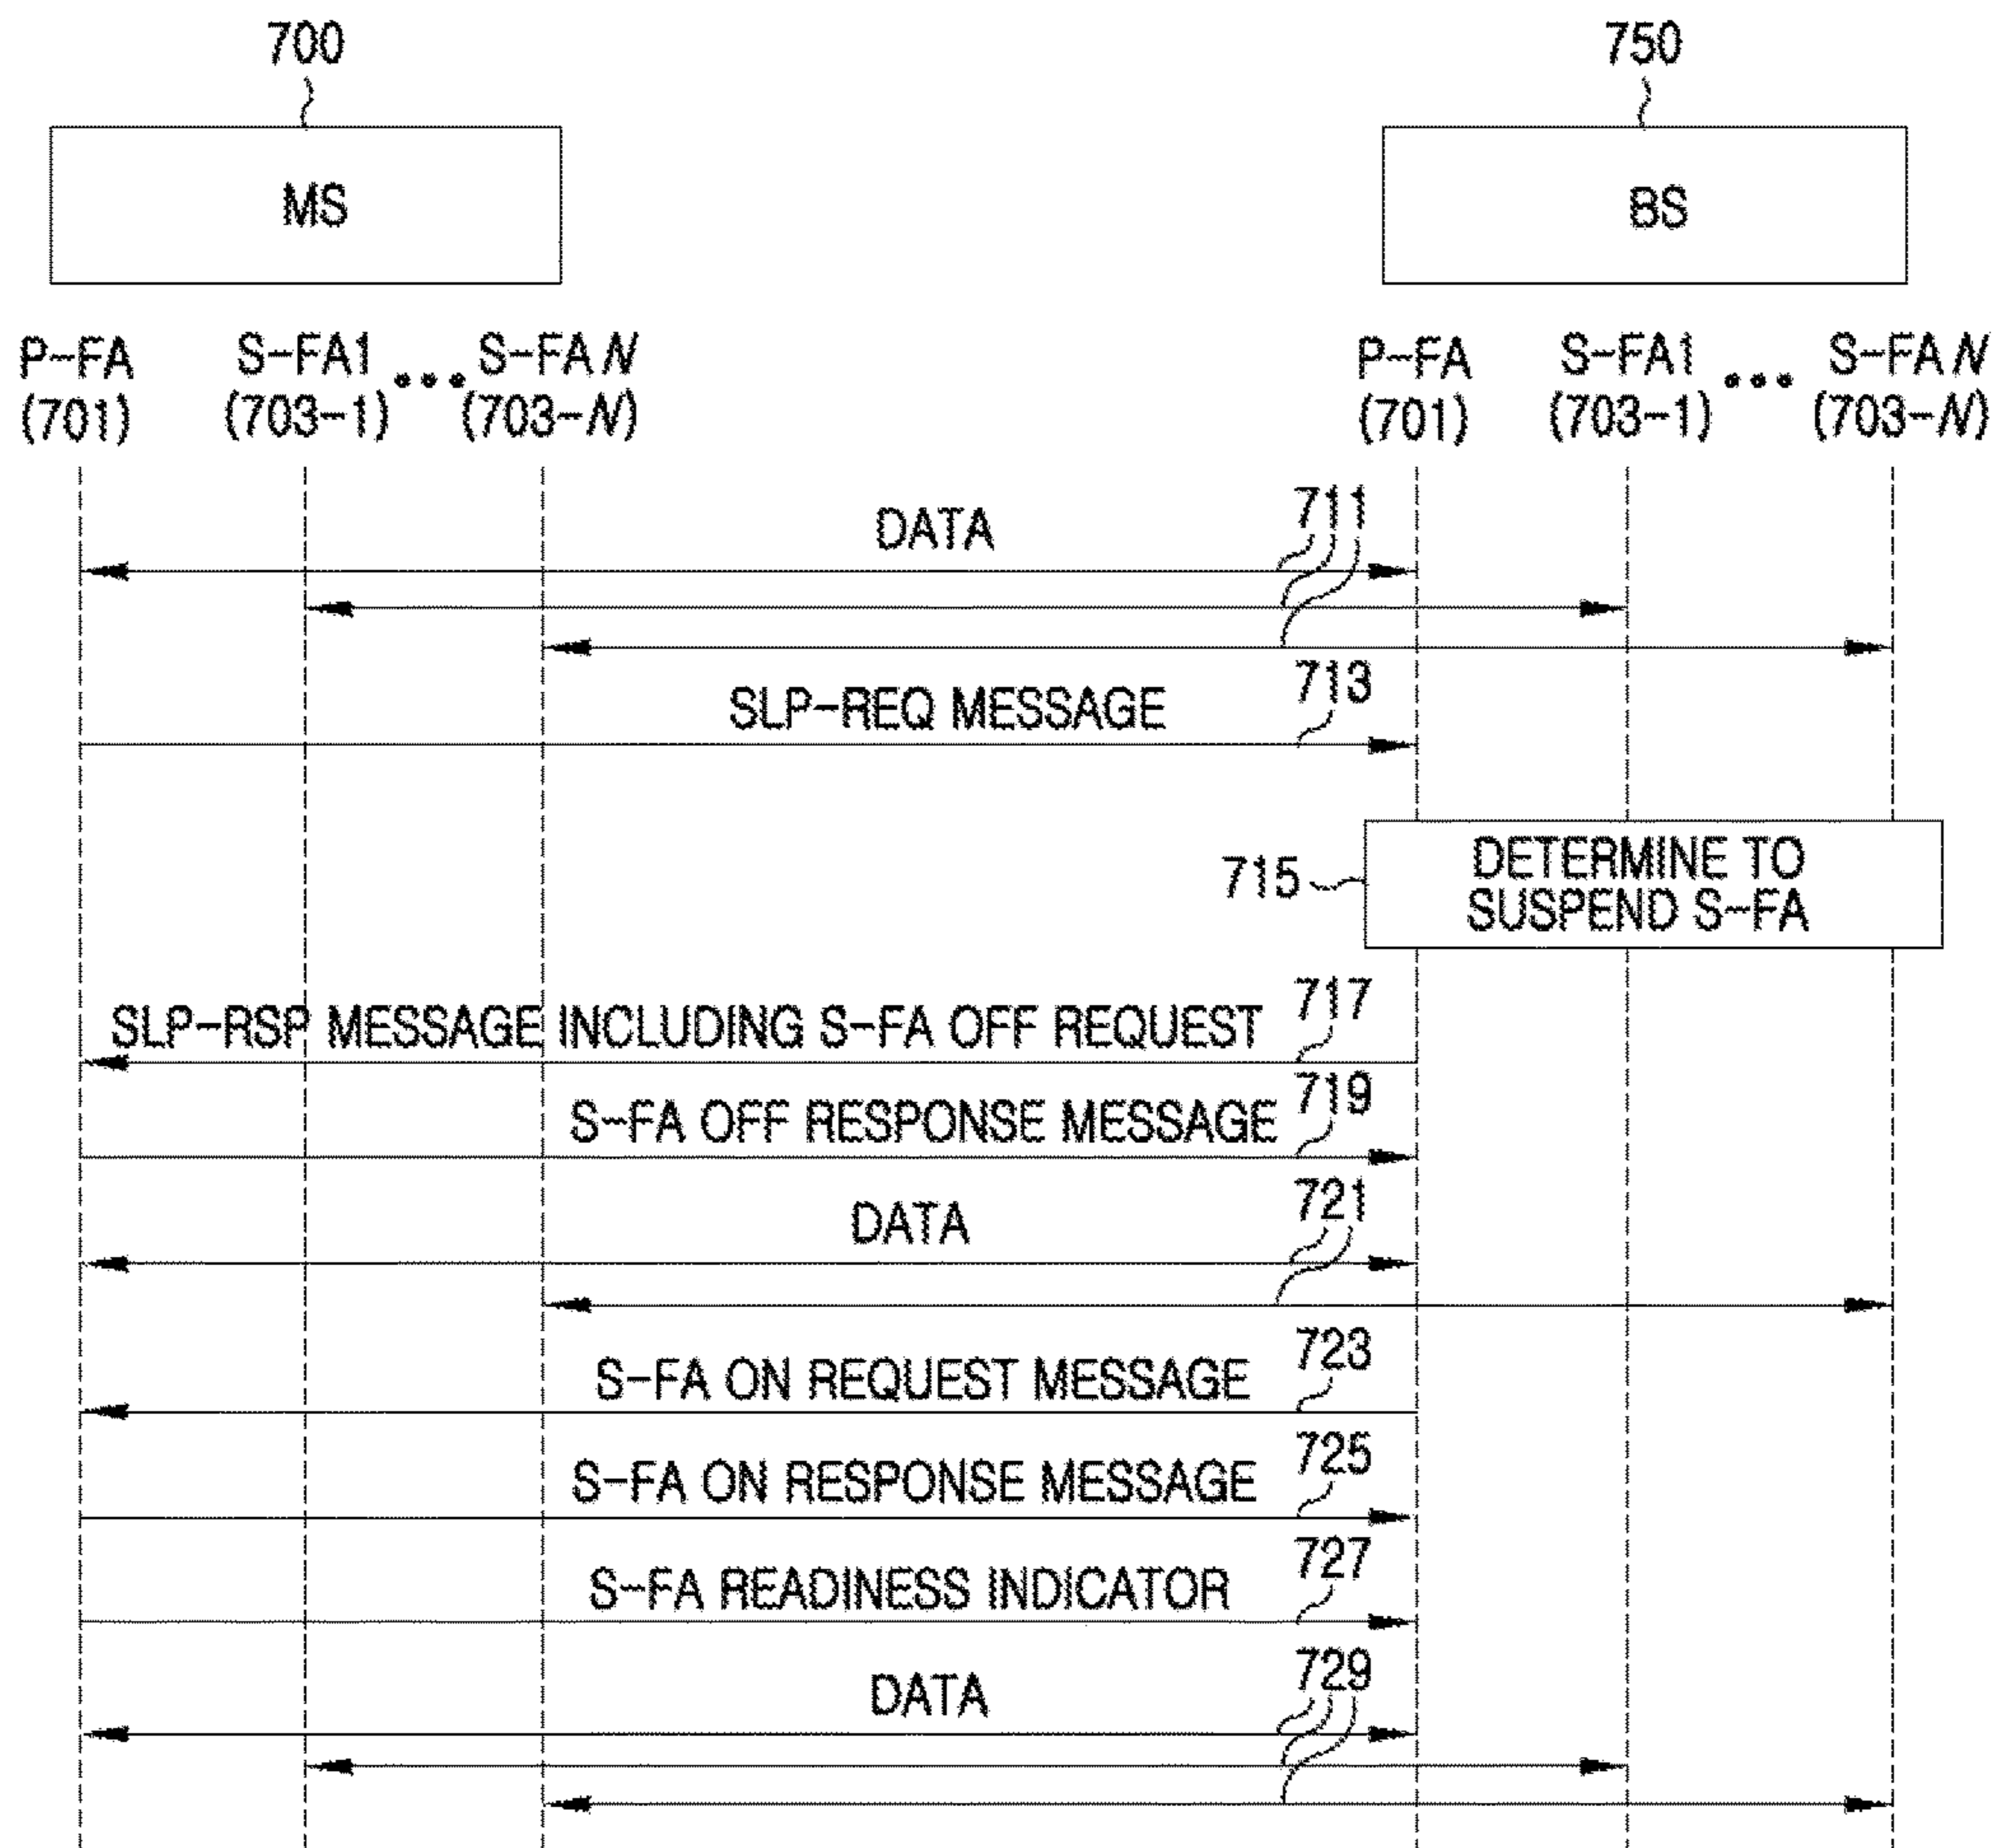 700
750
MS
BS
P-FA S-FA1 ••• S-FA N
(701) (703-1) (703-N)
P-FA S-FA1 ••• S-FA N
(701) (703-1) (703-N)
DATA
711
SLP-REQ MESSAGE
713
715
DETERMINE TO
SUSPEND S-FA
SLP-RSP MESSAGE INCLUDING S-FA OFF REQUEST
717
S-FA OFF RESPONSE MESSAGE
719
DATA
721
S-FA ON REQUEST MESSAGE
723
S-FA ON RESPONSE MESSAGE
725
S-FA READINESS INDICATOR
727
DATA
729